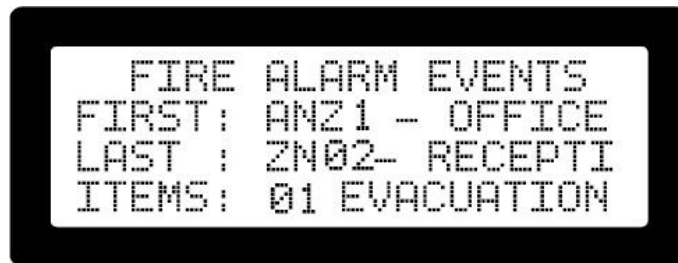 FIRE ALARM EVENTS
FIRST: ANZ1 - OFFICE
LAST : ZN02- RECEPTI
ITEMS: 01 EVACUATION